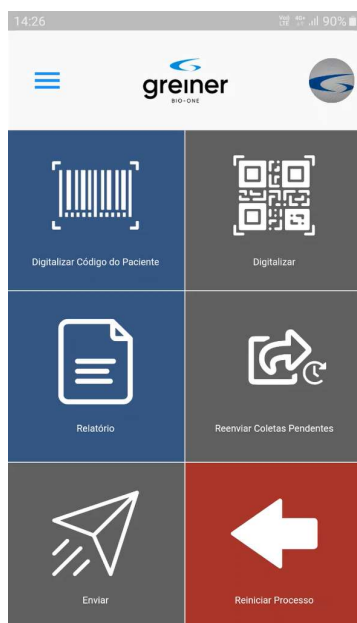 14:26
90%
greiner
BIO-ONE
Digitalizar Código do Paciente
Digitalizar
Relatório
Reenviar Coletas Pendentes
Enviar
Reiniciar Processo